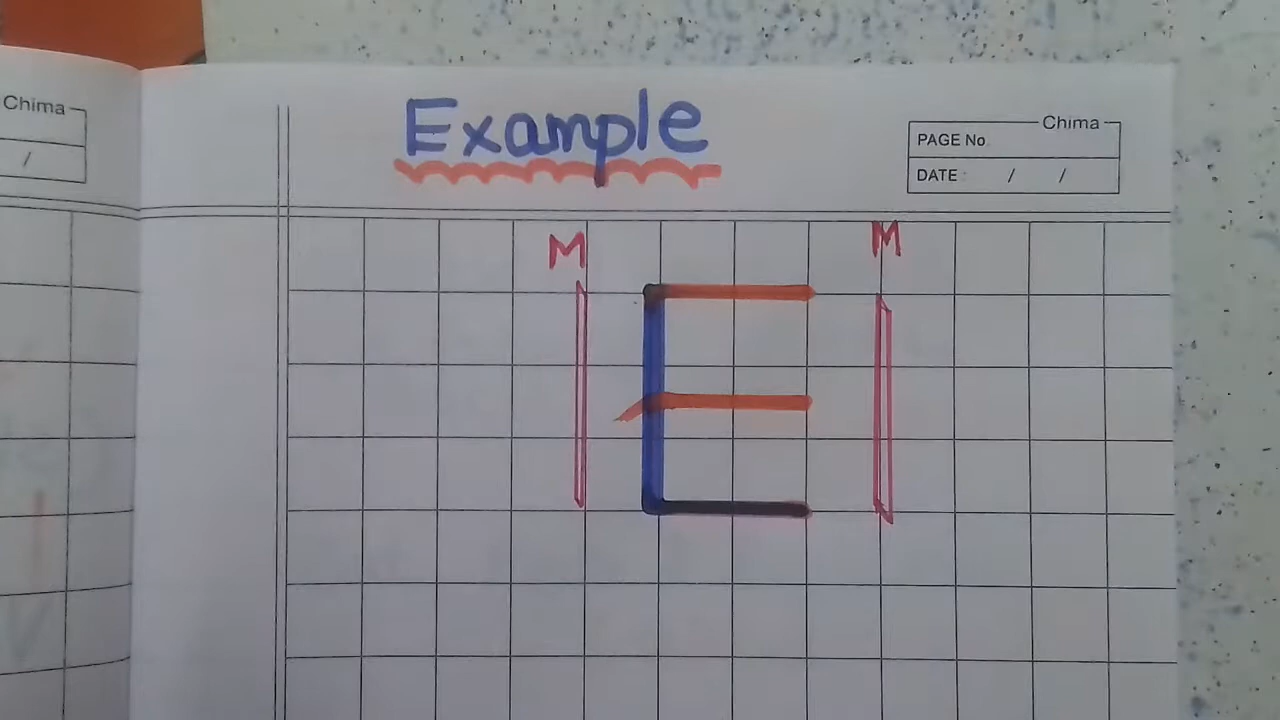 Chima
/
Example
Chima
PAGE No
DATE : / /
M M
E